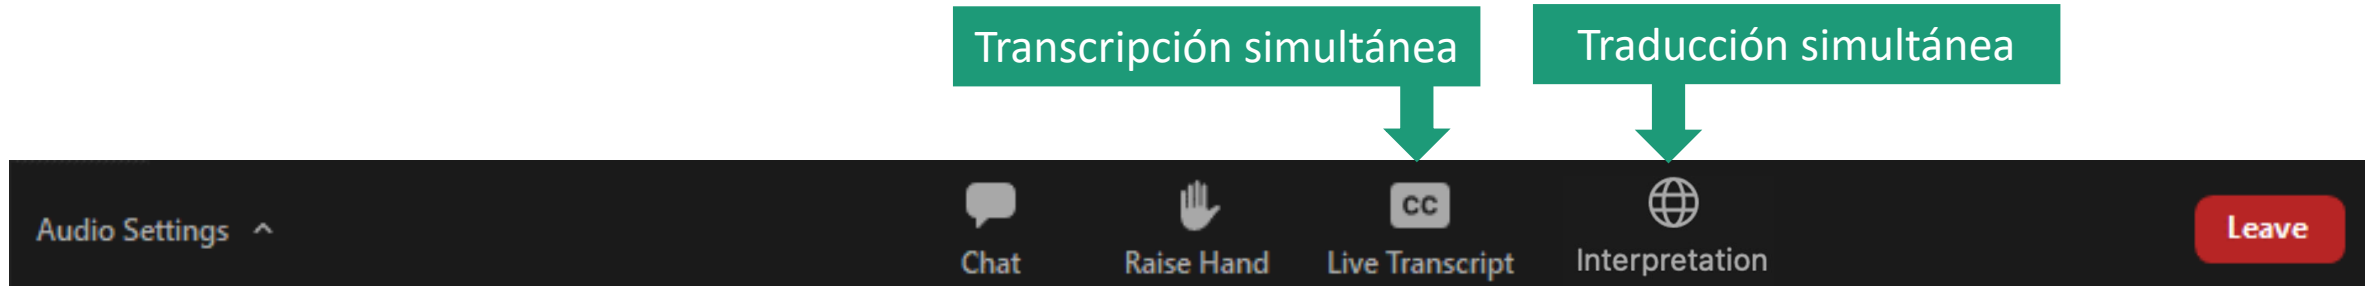 Transcripción simultánea
Traducción simultánea
Audio Settings
CC
Chat
Raise Hand
Live Transcript
Interpretation
Leave